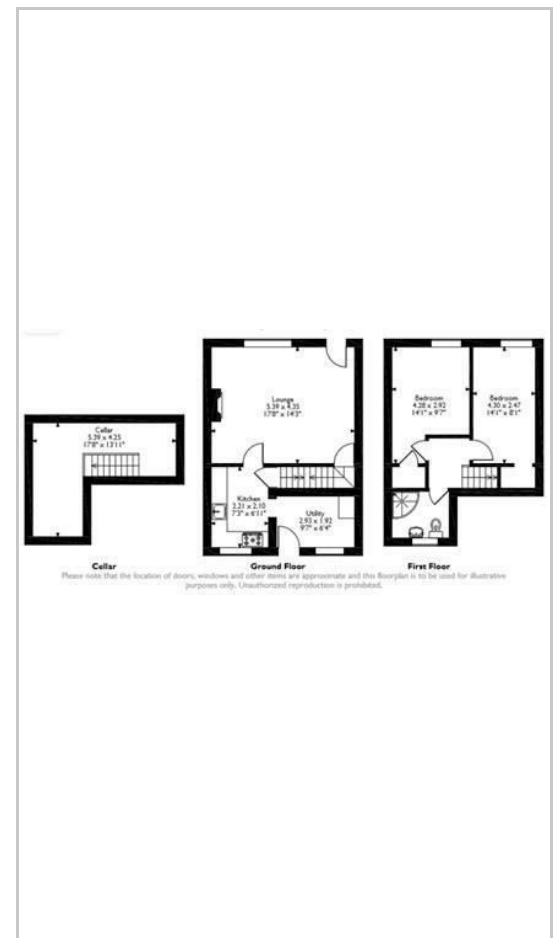 Cellar
5.39 x 4.25
17'8" x 13'11"
Lounge
5.39 x 4.35
17'8" x 14'3"
Kitchen
2.21 x 2.10
7'3" x 6'11"
Utility
2.93 x 1.92
9'7" x 6'4"
Bedroom
4.28 x 2.92
14'1" x 9'7"
Bedroom
4.30 x 2.47
14'1" x 8'1"
Cellar
Ground Floor
First Floor
Please note that the location of doors, windows and other items are approximate and this floorplan is to be used for illustrative
purposes only. Unauthorized reproduction is prohibited.